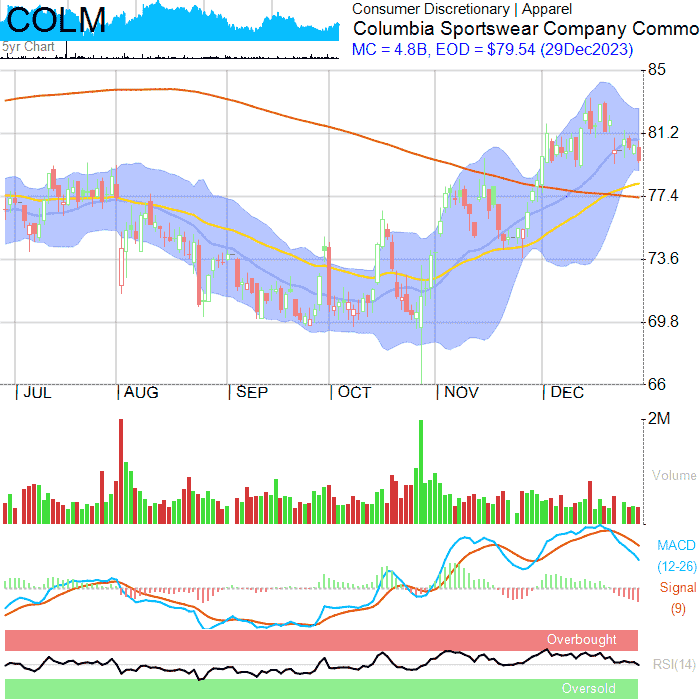 COLM
5yr Chart
Consumer Discretionary | Apparel
Columbia Sportswear Company Commo
MC = 4.8B, EOD = $79.54 (29Dec2023)
85
81.2
77.4
73.6
69.8
66
JUL AUG SEP OCT NOV DEC
2M
Volume
MACD
(12-26)
Signal
(9)
Overbought
RSI(14)
Oversold